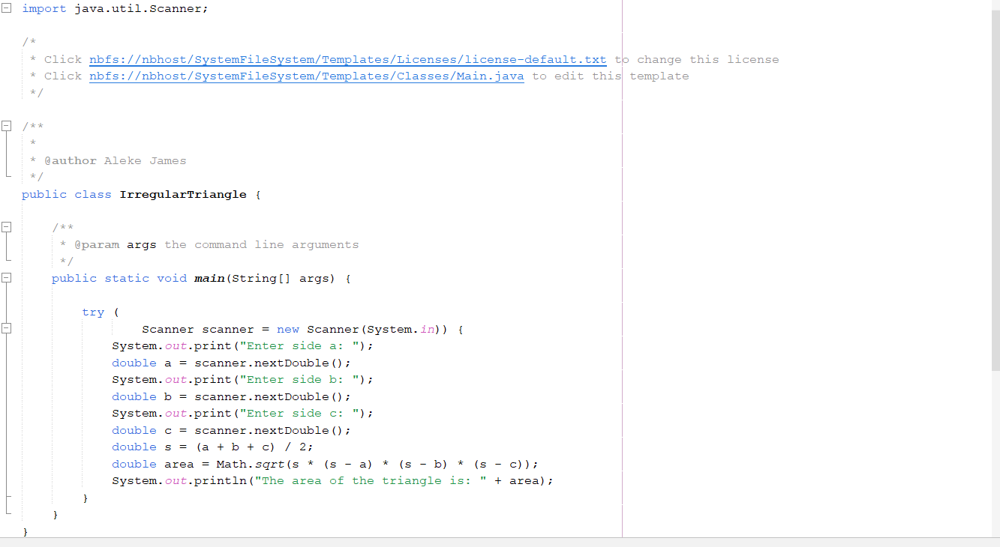 import java.util.Scanner;
/*
* Click nbfs://nbhost/SystemFileSystem/Templates/Licenses/license-default.txt to change this license
* Click nbfs://nbhost/SystemFileSystem/Templates/Classes/Main.java to edit this template
*/
/**
*
* @author Aleke James
*/
public class IrregularTriangle {
/**
* @param args the command line arguments
*/
public static void main(String[] args) {
try (
Scanner scanner = new Scanner(System.in)) {
System.out.print("Enter side a: ");
double a = scanner.nextDouble();
System.out.print("Enter side b: ");
double b = scanner.nextDouble();
System.out.print("Enter side c: ");
double c = scanner.nextDouble();
double s = (a + b + c) / 2;
double area = Math.sqrt(s * (s - a) * (s - b) * (s - c));
System.out.println("The area of the triangle is: " + area);
}
}
}